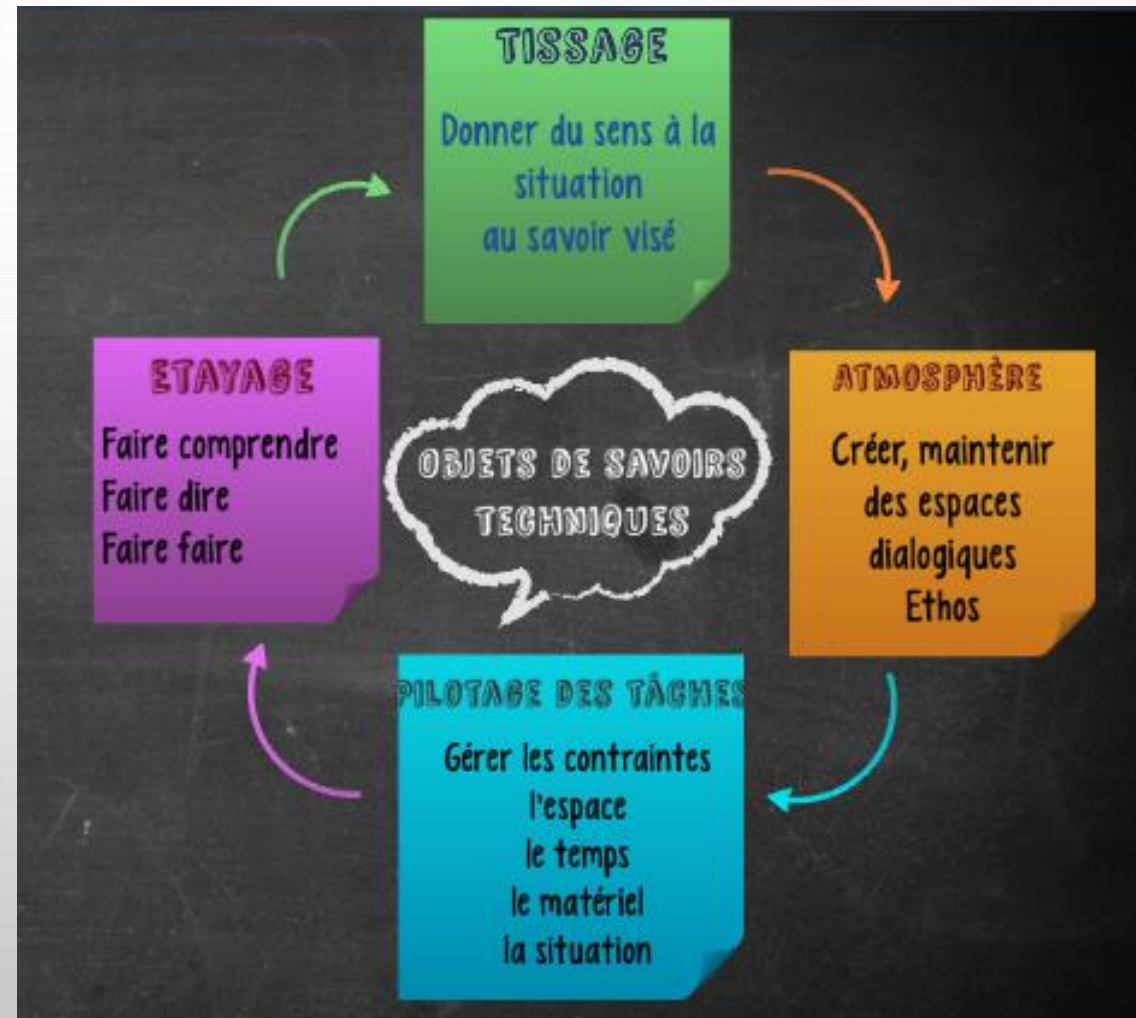 TISSAGE
Donner du sens à la
situation
au savoir visé
ATMOSPHÈRE
Créer, maintenir
des espaces
dialogiques
Ethos
PILOTAGE DES TÂCHES
Gérer les contraintes
l'espace
le temps
le matériel
la situation
ETAYAGE
Faire comprendre
Faire dire
Faire faire
OBJETS DE SAVOIRS
TECHNIQUES